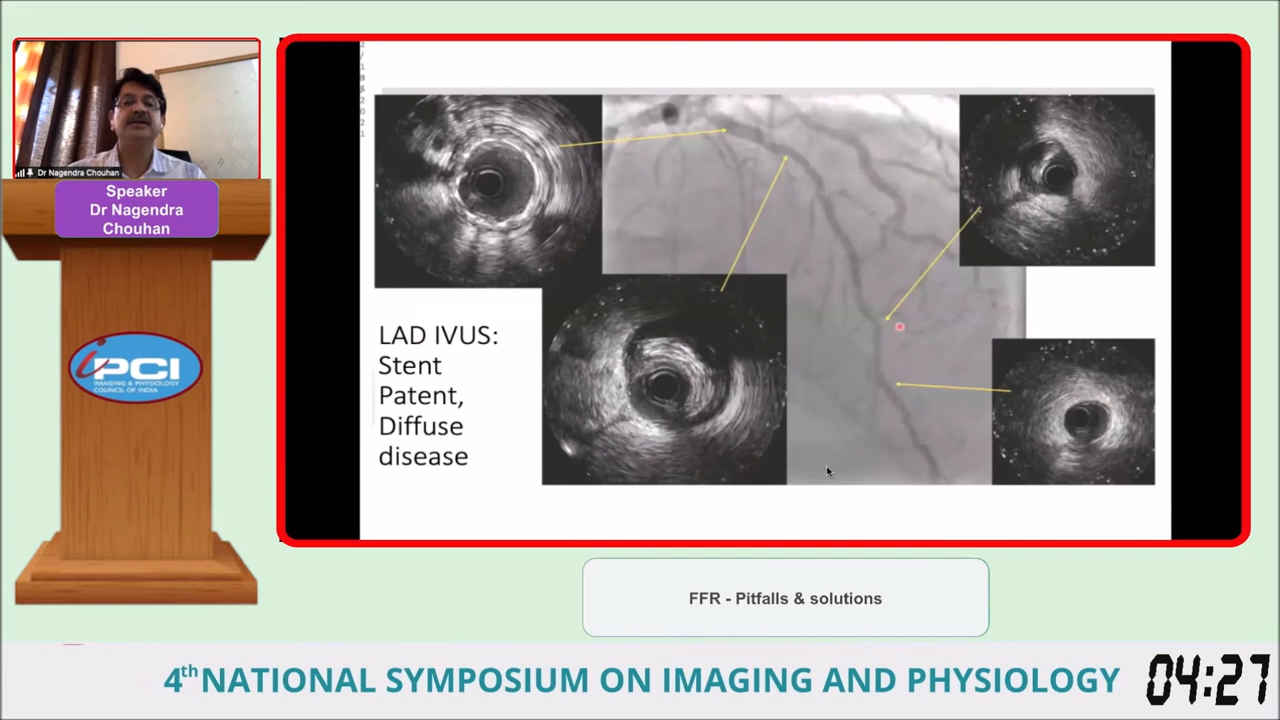 Dr Nagendra Chouhan
Speaker
Dr Nagendra
Chouhan
iPCI
IMAGING & PHYSIOLOGY
COUNCIL OF INDIA
LAD IVUS:
Stent
Patent,
Diffuse
disease
FFR - Pitfalls & solutions
4th NATIONAL SYMPOSIUM ON IMAGING AND PHYSIOLOGY
04:27